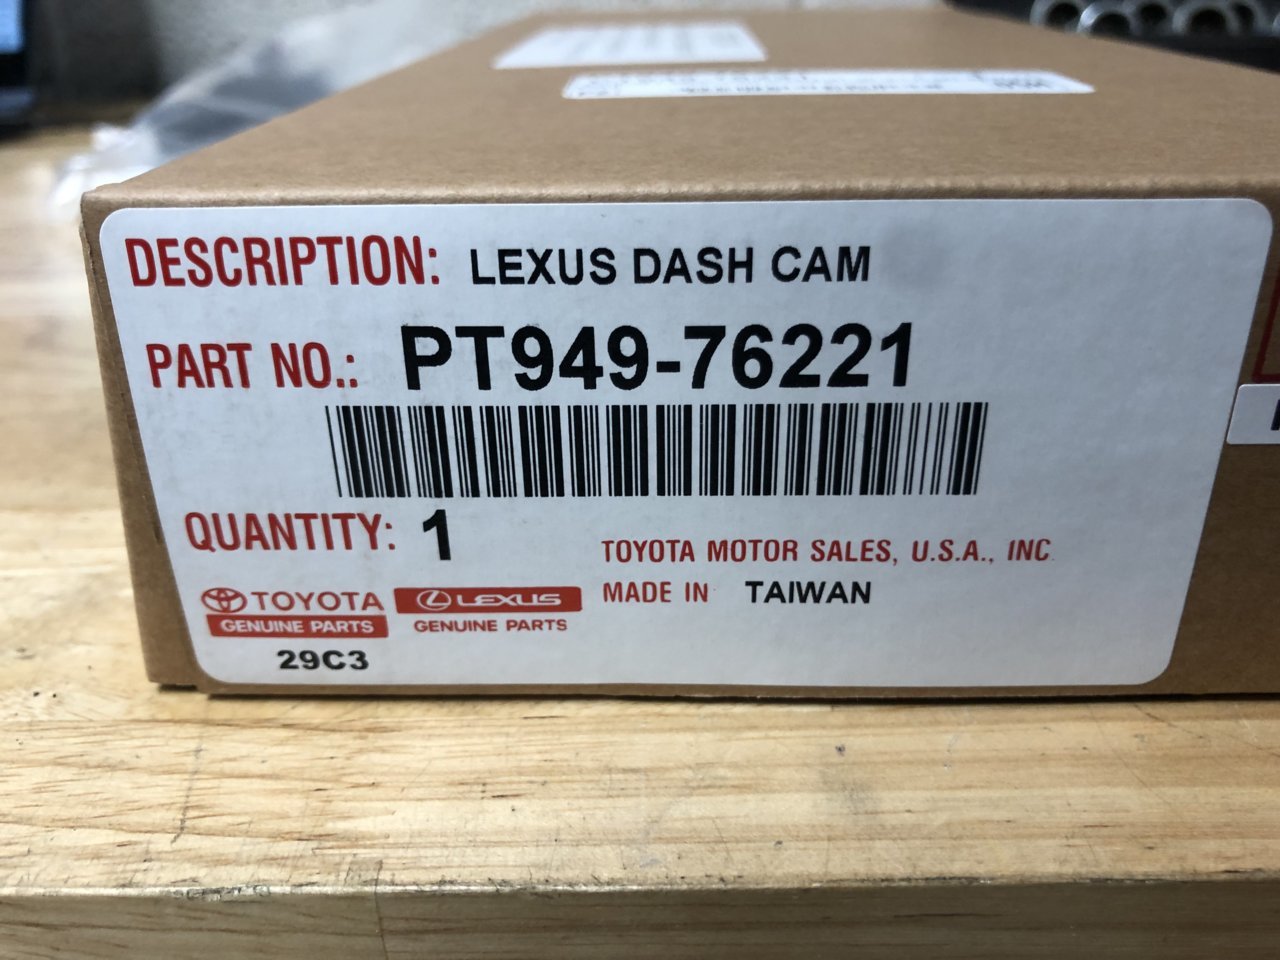 DESCRIPTION: LEXUS DASH CAM
PART NO.: PT949-76221
QUANTITY: 1
TOYOTA MOTOR SALES, U.S.A., INC.
MADE IN TAIWAN
TOYOTA
GENUINE PARTS
LEXUS
GENUINE PARTS
29C3